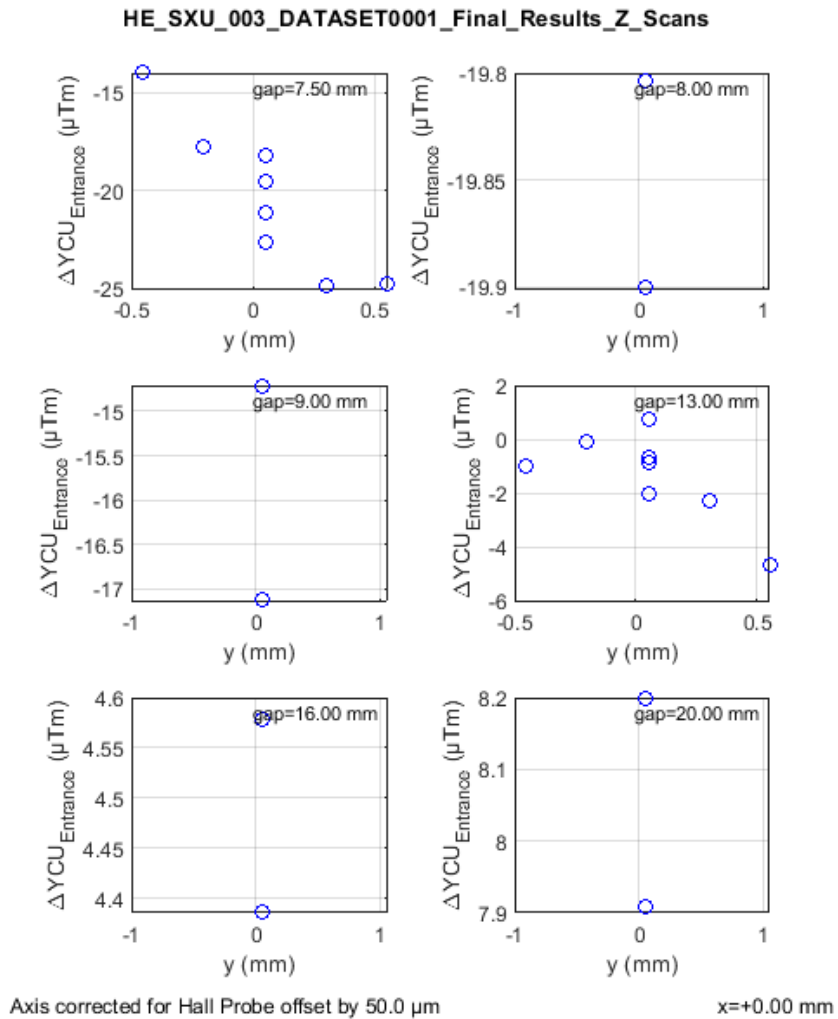 HE_SXU_003_DATASET0001_Final_Results_Z_Scans
gap=7.50 mm
-15
-20
-25
-0.5
0
0.5
y (mm)
ΔYCU_Entrance (µTm)
gap=8.00 mm
-19.8
-19.85
-19.9
-1
0
1
y (mm)
ΔYCU_Entrance (µTm)
gap=9.00 mm
-15
-15.5
-16
-16.5
-17
-1
0
1
y (mm)
ΔYCU_Entrance (µTm)
gap=13.00 mm
2
0
-2
-4
-6
-0.5
0
0.5
y (mm)
ΔYCU_Entrance (µTm)
gap=16.00 mm
4.6
4.55
4.5
4.45
4.4
-1
0
1
y (mm)
ΔYCU_Entrance (µTm)
gap=20.00 mm
8.2
8.1
8
7.9
-1
0
1
y (mm)
ΔYCU_Entrance (µTm)
Axis corrected for Hall Probe offset by 50.0 µm
x=+0.00 mm